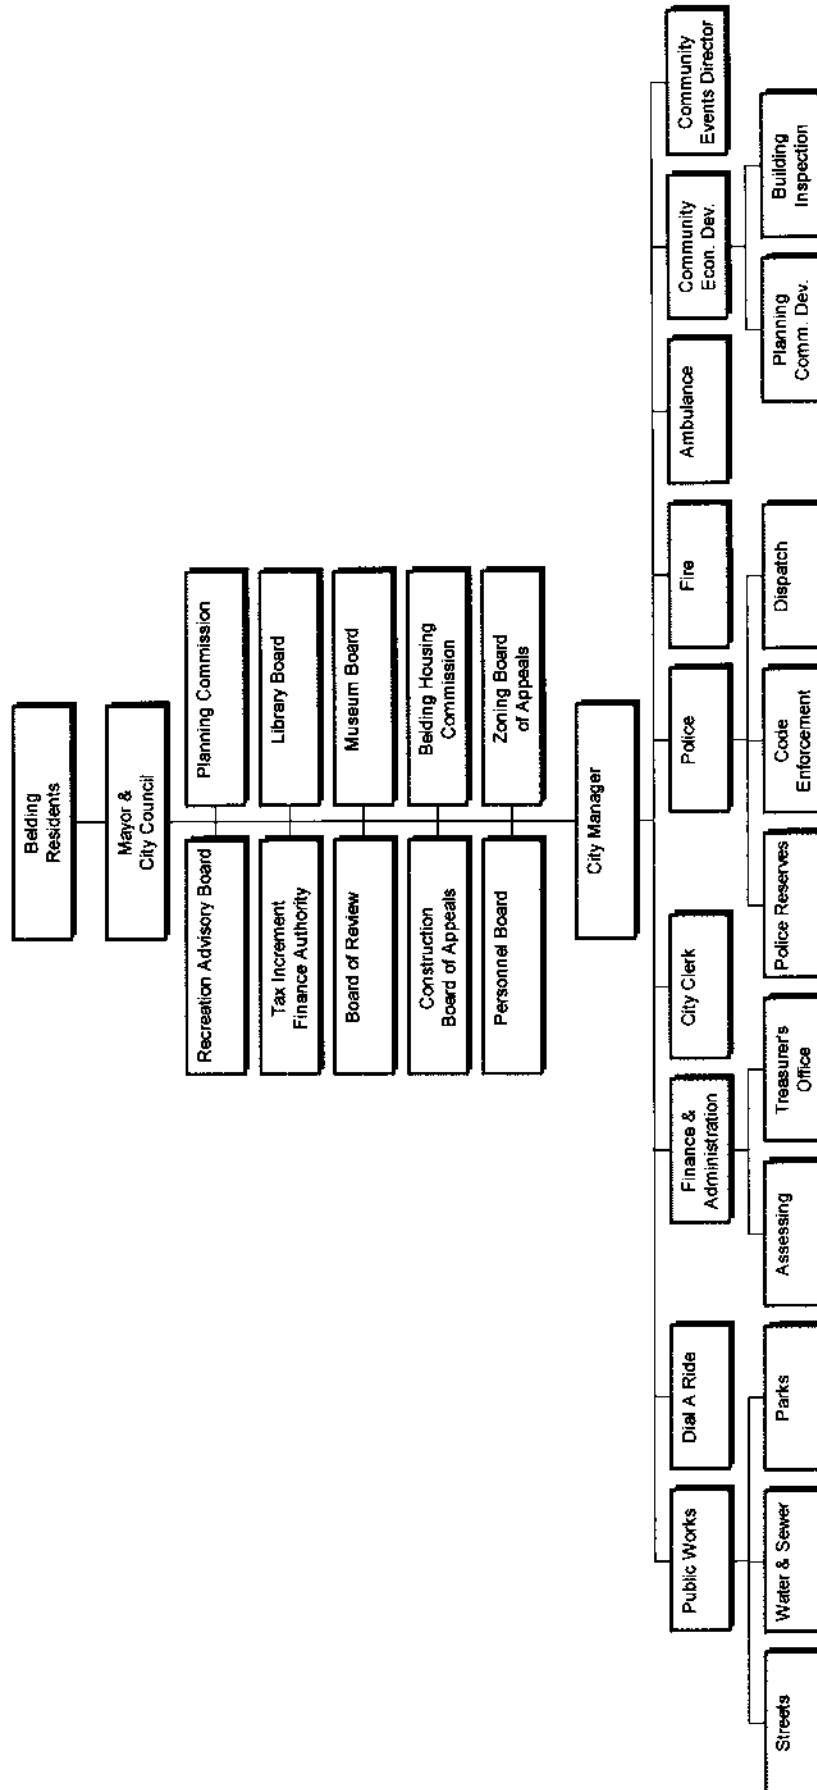 Belding
Residents
Mayor &
City Council
Recreation Advisory Board
Planning Commission
Tax Increment
Finance Authority
Library Board
Board of Review
Museum Board
Construction
Board of Appeals
Belding Housing
Commission
Personnel Board
Zoning Board
of Appeals
City Manager
Public Works
Dial A Ride
Finance &
Administration
City Clerk
Police
Fire
Ambulance
Community
Econ. Dev.
Community
Events Director
Streets
Water & Sewer
Parks
Assessing
Treasurer's
Office
Police Reserves
Code
Enforcement
Dispatch
Planning
Comm. Dev.
Building
Inspection